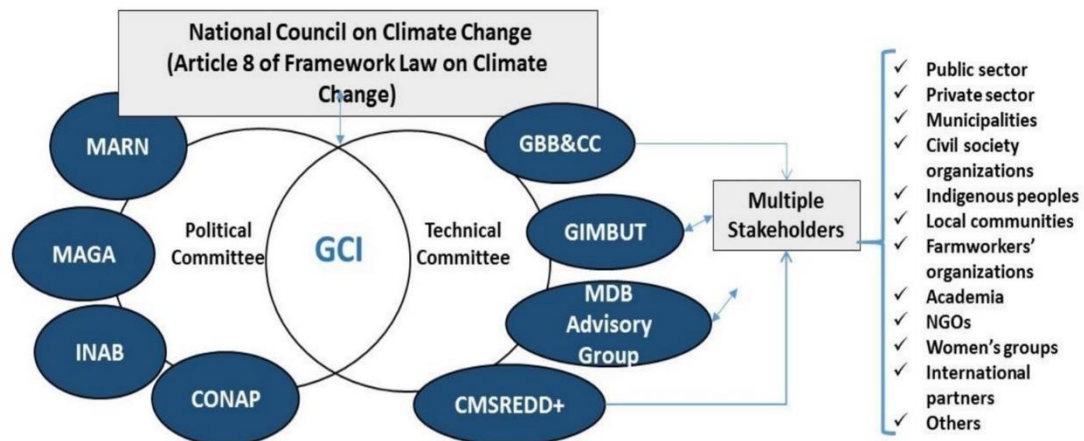 National Council on Climate Change
(Article 8 of Framework Law on Climate
Change)
MARN
MAGA
INAB
CONAP
Political
Committee
GCI
Technical
Committee
GBB&CC
GIMBUT
MDB
Advisory
Group
CMSREDD+
Multiple
Stakeholders
✓ Public sector
✓ Private sector
✓ Municipalities
✓ Civil society
organizations
✓ Indigenous peoples
✓ Local communities
✓ Farmworkers'
organizations
✓ Academia
✓ NGOs
✓ Women's groups
✓ International
partners
✓ Others